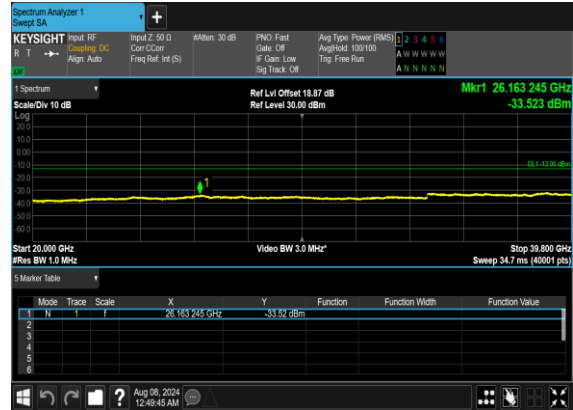 Spectrum Analyzer 1
Swept SA
KEYSIGHT Input: RF Input Z: 50 Ω #Atten: 30 dB PNO: Fast Avg Type: Power (RMS) 1 2 3 4 5 6
R T Coupling: DC Corr CCorr Gate: Off Avg|Hold: 100/100 A W W W W W
Align: Auto Freq Ref: Int (S) IF Gain: Low Trig: Free Run
LXI Sig Track: Off A N N N N N
1 Spectrum Ref Lvl Offset 18.87 dB Mkr1 26.163 245 GHz
Scale/Div 10 dB Ref Level 30.00 dBm -33.523 dBm
Log
20.0
10.0
0.00
-10.0 DL1 -13.00 dBm
-20.0
-30.0 1
-40.0
-50.0
-60.0
Start 20.000 GHz Video BW 3.0 MHz* Stop 39.800 GHz
#Res BW 1.0 MHz Sweep 34.7 ms (40001 pts)
5 Marker Table
Mode Trace Scale X Y Function Function Width Function Value
1 N 1 f 26.163 245 GHz -33.52 dBm
2
3
4
5
6
? Aug 08, 2024
12:49:45 AM